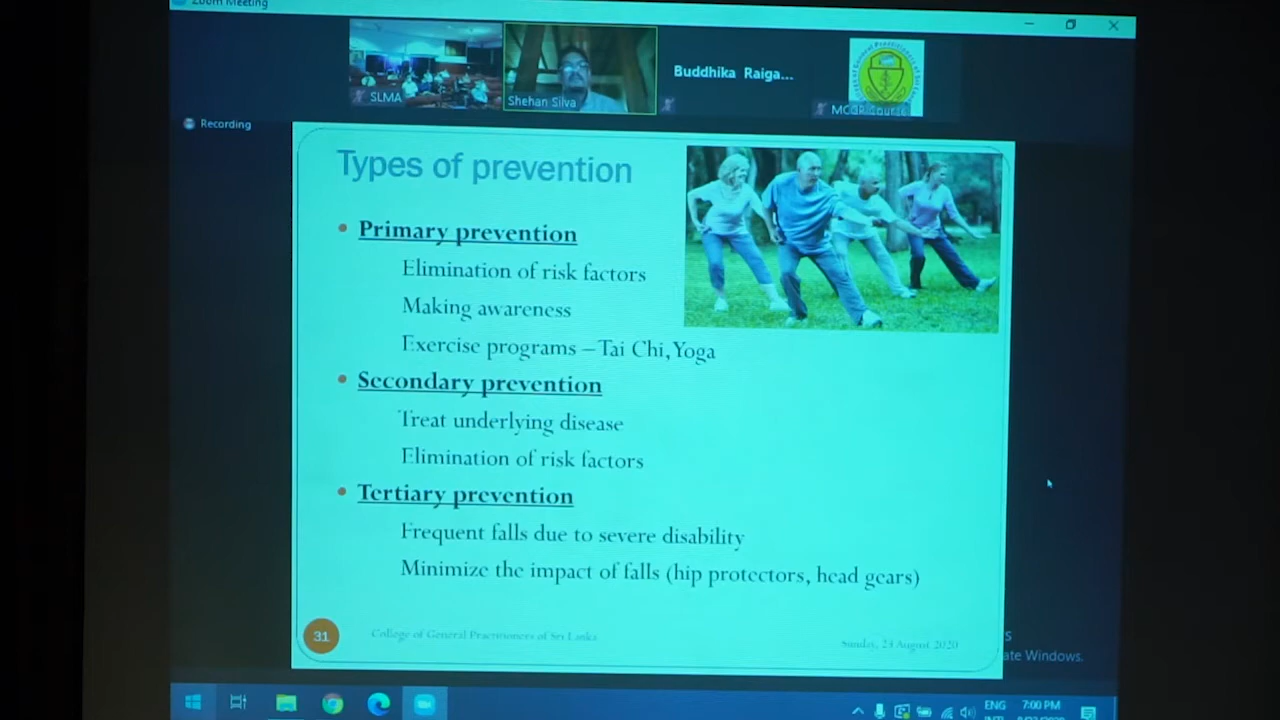 Zoom Meeting
SLMA
Shehan Silva
Buddhika Raiga...
Recording
Types of prevention
• Primary prevention
Elimination of risk factors
Making awareness
Exercise programs – Tai Chi, Yoga
• Secondary prevention
Treat underlying disease
Elimination of risk factors
• Tertiary prevention
Frequent falls due to severe disability
Minimize the impact of falls (hip protectors, head gears)
31
College of General Practitioners of Sri Lanka
Sunday, 23 August 2020
ate Windows.
ENG
7:00 PM